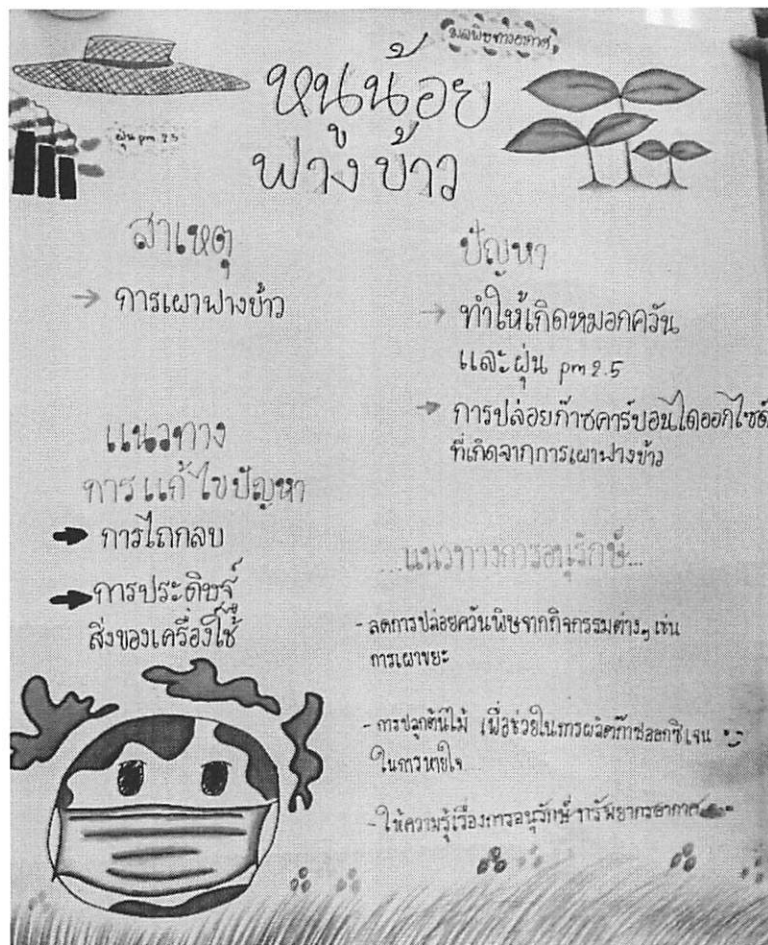 มลพิษทางอากาศ
หนูน้อย
ฟางข้าว
ฝุ่น pm 2.5
สาเหตุ
→ การเผาฟางข้าว
ปัญหา
→ ทำให้เกิดหมอกควัน
และฝุ่น pm 2.5
→ การปล่อยก๊าซคาร์บอนไดออกไซด์
ที่เกิดจากการเผาฟางข้าว
แนวทาง
การแก้ไขปัญหา
→ การไถกลบ
→ การประดิษฐ์
สิ่งของเครื่องใช้
...แนวทางการอนุรักษ์...
- ลดการปล่อยควันพิษจากกิจกรรมต่างๆ เช่น
การเผาขยะ
- การปลูกต้นไม้ เพื่อช่วยในการผลิตก๊าซออกซิเจน
ในการหายใจ
- ให้ความรู้เรื่องการอนุรักษ์ทรัพยากรอากาศ